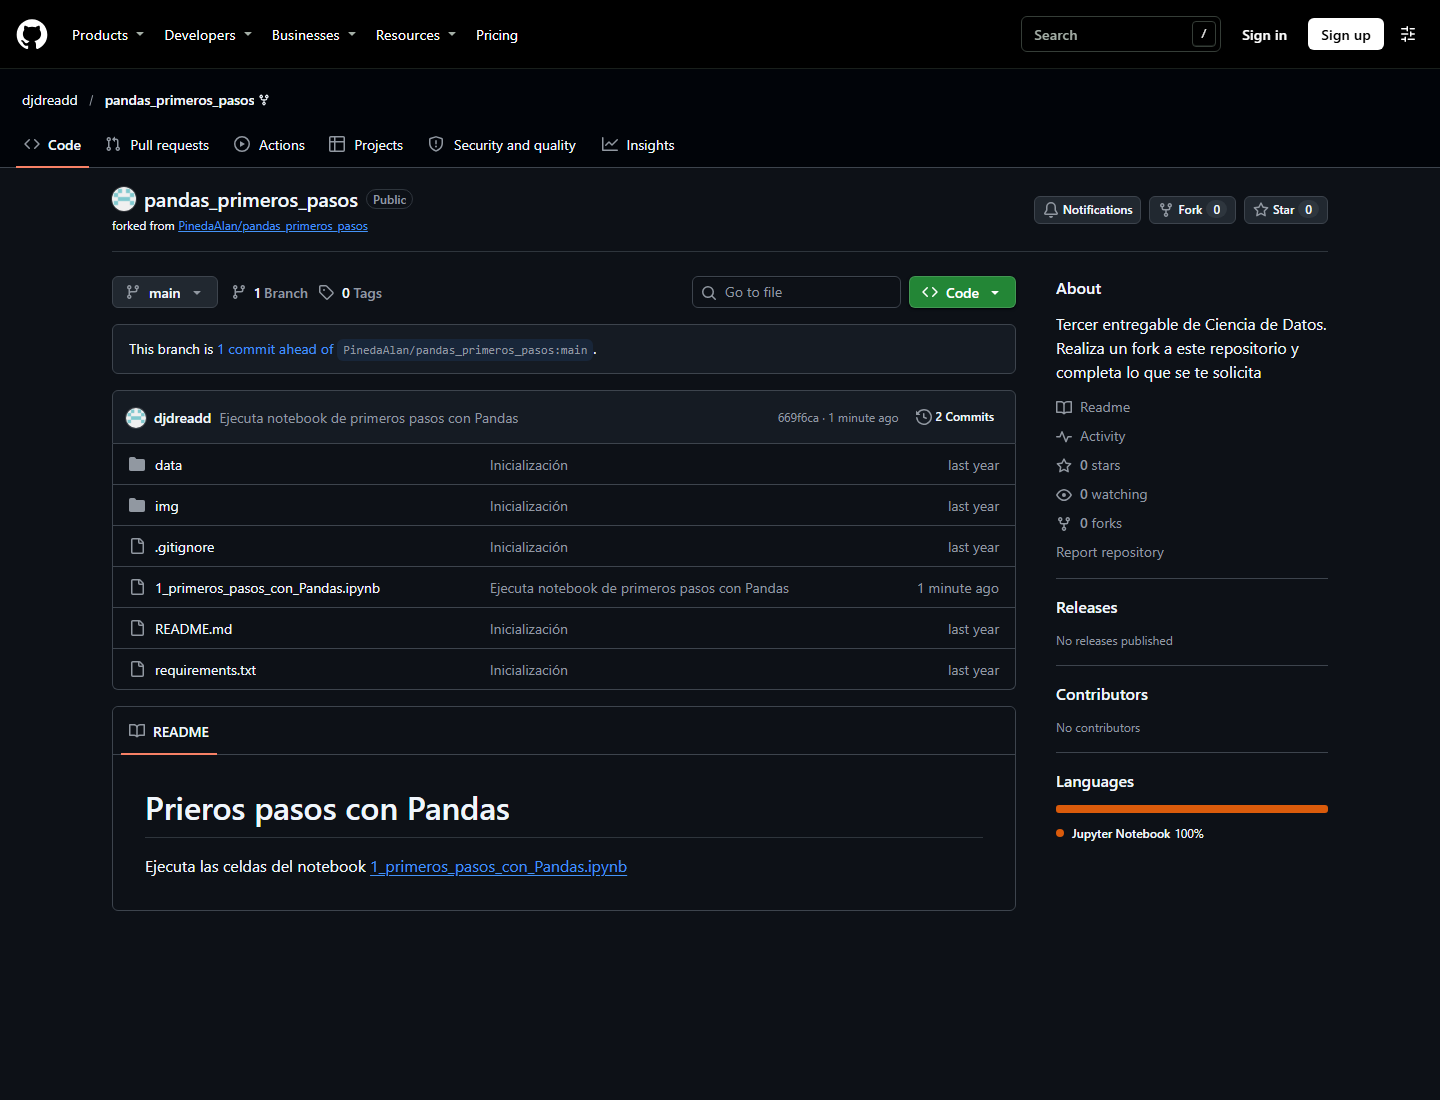 Products Developers Businesses Resources Pricing Search / Sign in Sign up
djdreadd / pandas_primeros_pasos
Code Pull requests Actions Projects Security and quality Insights
pandas_primeros_pasos Public
forked from PinedaAlan/pandas_primeros_pasos
Notifications Fork 0 Star 0
main 1 Branch 0 Tags Go to file Code
This branch is 1 commit ahead of PinedaAlan/pandas_primeros_pasos:main .
djdreadd Ejecuta notebook de primeros pasos con Pandas 669f6ca · 1 minute ago 2 Commits
data Inicialización last year
img Inicialización last year
.gitignore Inicialización last year
1_primeros_pasos_con_Pandas.ipynb Ejecuta notebook de primeros pasos con Pandas 1 minute ago
README.md Inicialización last year
requirements.txt Inicialización last year
README
Prieros pasos con Pandas
Ejecuta las celdas del notebook 1_primeros_pasos_con_Pandas.ipynb
About
Tercer entregable de Ciencia de Datos.
Realiza un fork a este repositorio y
completa lo que se te solicita
Readme
Activity
0 stars
0 watching
0 forks
Report repository
Releases
No releases published
Contributors
No contributors
Languages
Jupyter Notebook 100%